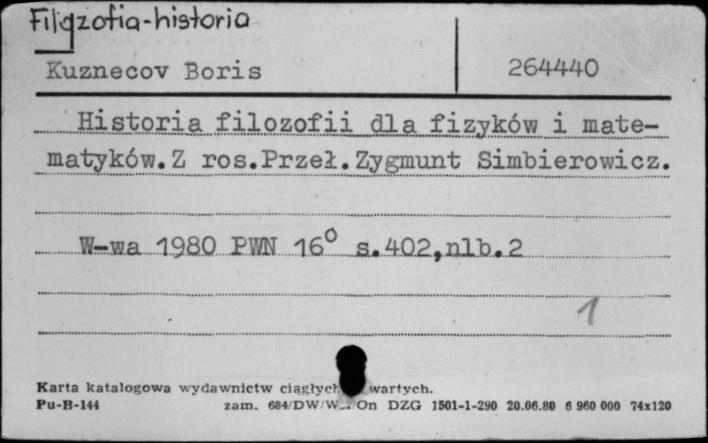 Filozofia-historia
Kuznecov Boris 264440
Historia filozofii dla fizyków i mate-
matyków. Z ros. Przeł. Zygmunt Simbierowicz.
W-wa 1980 PWN 16° s. 402, nlb. 2
1
Karta katalogowa wydawnictw wartych.
Pu-B-144 zam. 684/DW/W On DZG 1501-1-290 20.06.80 6 960 000 74x120